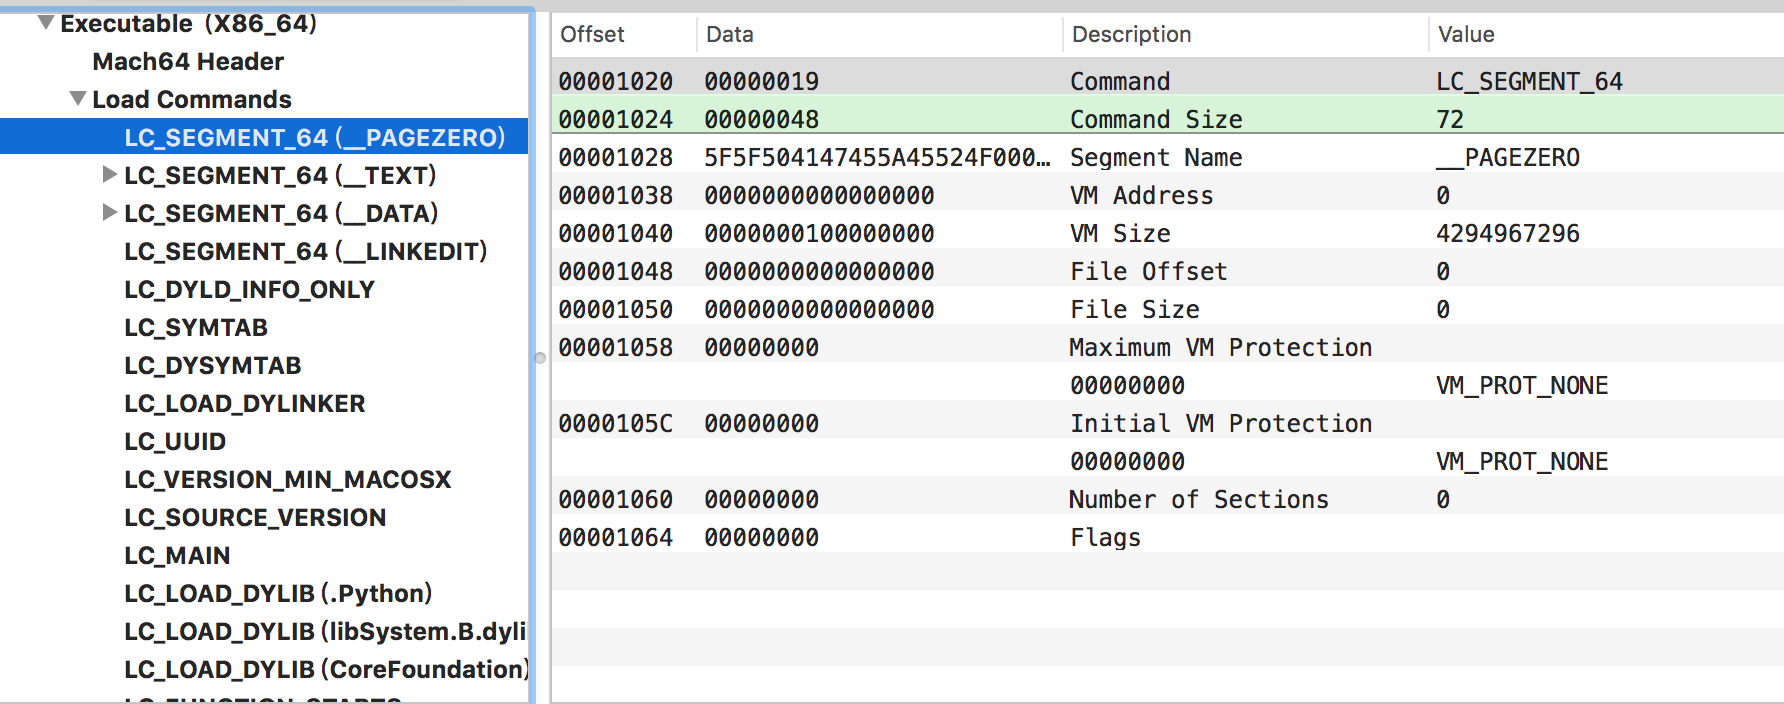 Executable (X86_64)
Mach64 Header
Load Commands
LC_SEGMENT_64 (__PAGEZERO)
LC_SEGMENT_64 (__TEXT)
LC_SEGMENT_64 (__DATA)
LC_SEGMENT_64 (__LINKEDIT)
LC_DYLD_INFO_ONLY
LC_SYMTAB
LC_DYSYMTAB
LC_LOAD_DYLINKER
LC_UUID
LC_VERSION_MIN_MACOSX
LC_SOURCE_VERSION
LC_MAIN
LC_LOAD_DYLIB (.Python)
LC_LOAD_DYLIB (libSystem.B.dyli
LC_LOAD_DYLIB (CoreFoundation)
LC_FUNCTION_STARTS
Offset Data Description Value
00001020 00000019 Command LC_SEGMENT_64
00001024 00000048 Command Size 72
00001028 5F5F504147455A45524F000… Segment Name __PAGEZERO
00001038 0000000000000000 VM Address 0
00001040 0000000100000000 VM Size 4294967296
00001048 0000000000000000 File Offset 0
00001050 0000000000000000 File Size 0
00001058 00000000 Maximum VM Protection
00000000 VM_PROT_NONE
0000105C 00000000 Initial VM Protection
00000000 VM_PROT_NONE
00001060 00000000 Number of Sections 0
00001064 00000000 Flags